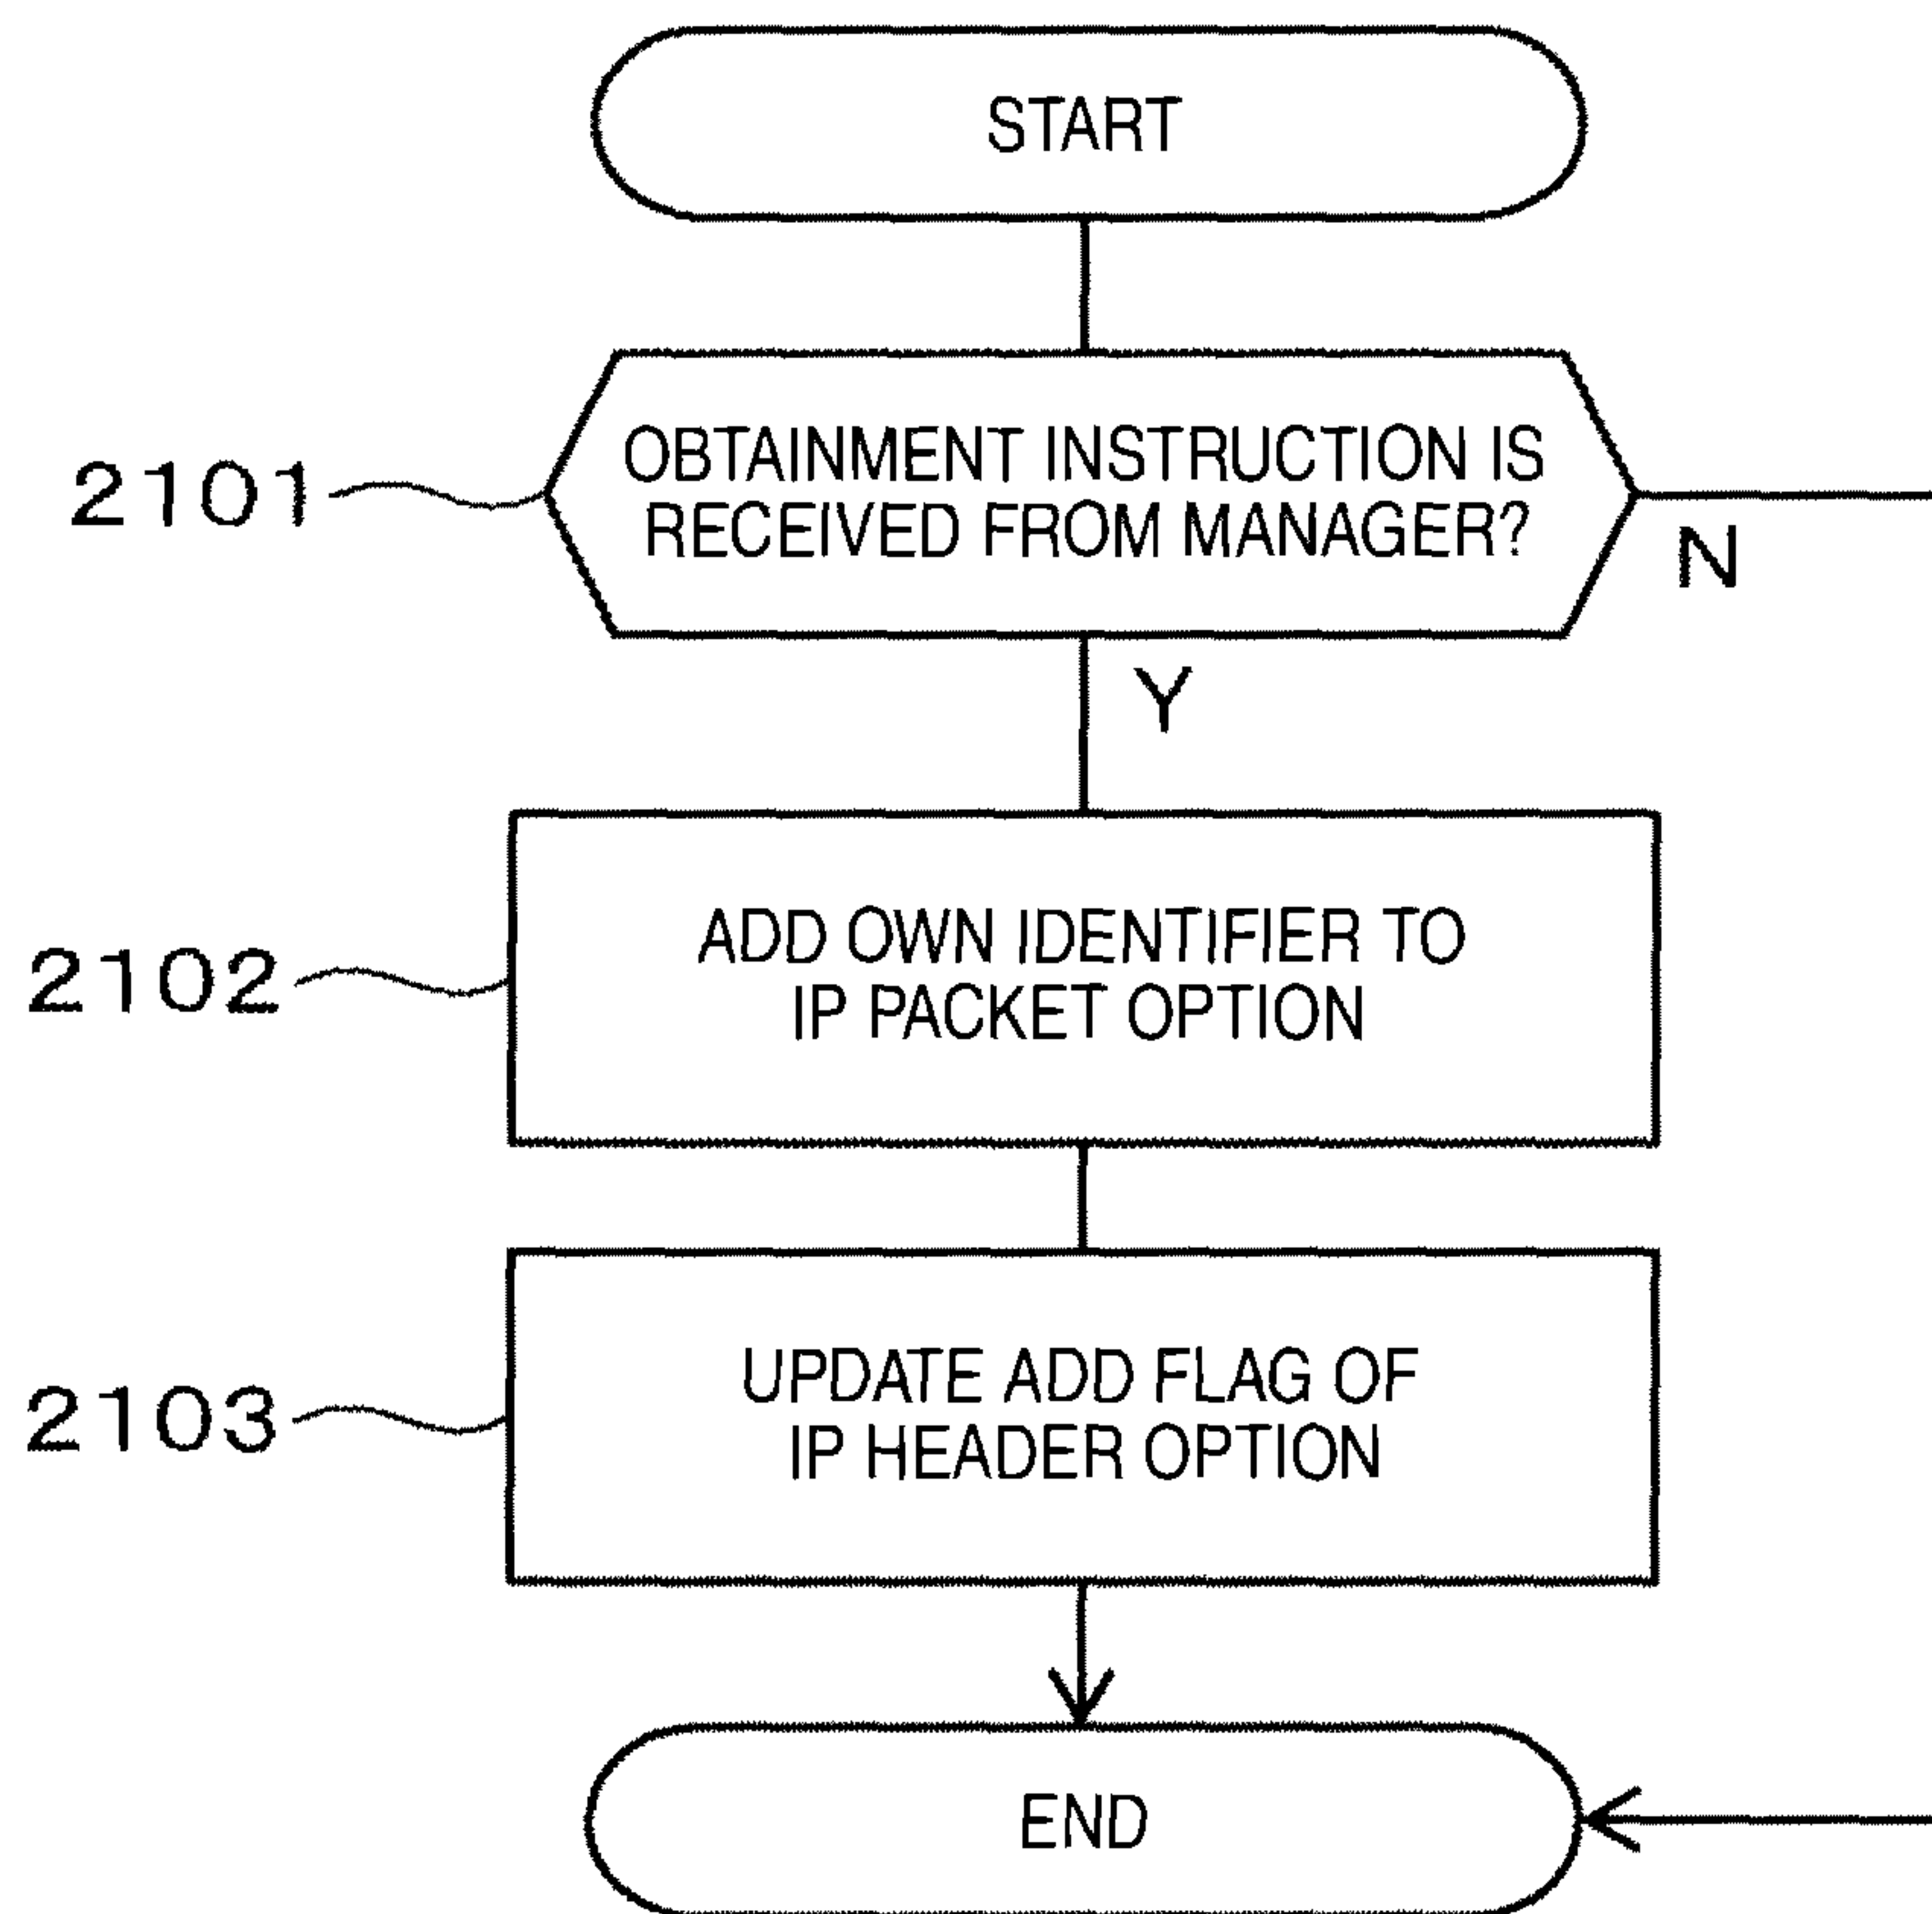 START
2101
OBTAINMENT INSTRUCTION IS
RECEIVED FROM MANAGER?
N
Y
2102
ADD OWN IDENTIFIER TO
IP PACKET OPTION
2103
UPDATE ADD FLAG OF
IP HEADER OPTION
END